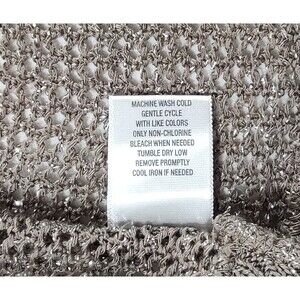 MACHINE WASH COLD
GENTLE CYCLE
WITH LIKE COLORS
ONLY NON-CHLORINE
BLEACH WHEN NEEDED
TUMBLE DRY LOW
REMOVE PROMPTLY
COOL IRON IF NEEDED